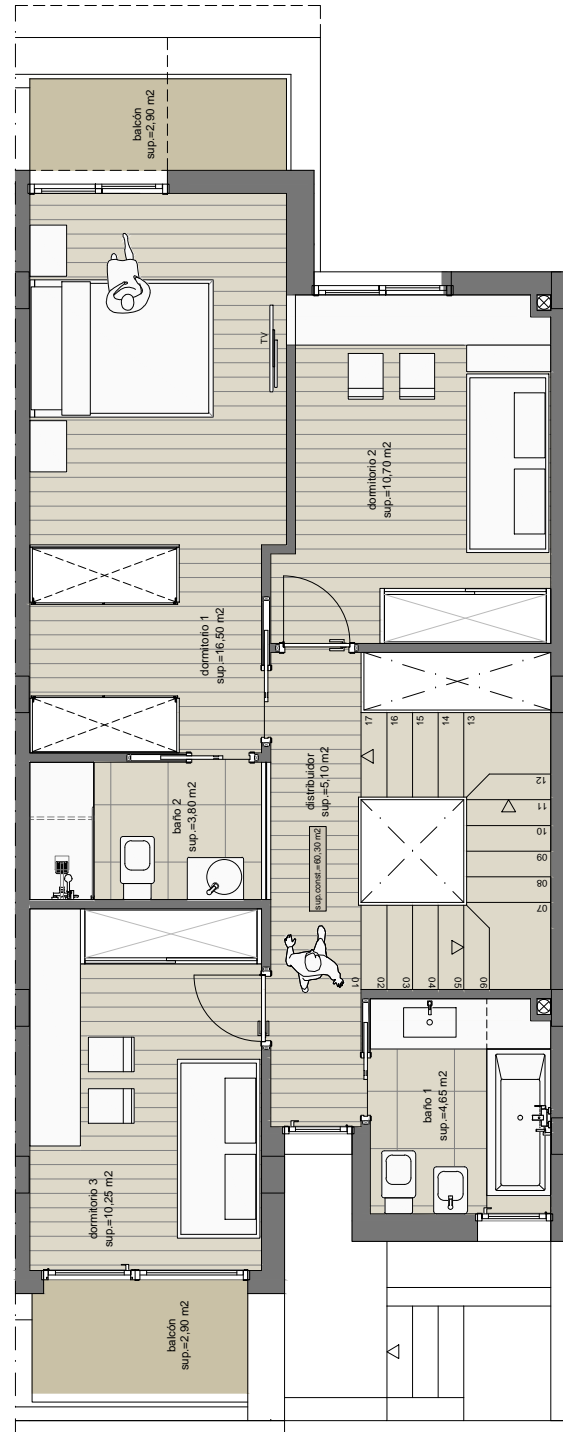 balcón
sup.=2,90 m2
TV
dormitorio 2
sup.=10,70 m2
dormitorio 1
sup.=16,50 m2
17
16
15
14
13
12
11
10
09
08
07
distribuidor
sup.=5,10 m2
sup.const.=60,30 m2
baño 2
sup.=3,80 m2
01
02
03
04
05
06
baño 1
sup.=4,65 m2
dormitorio 3
sup.=10,25 m2
balcón
sup.=2,90 m2